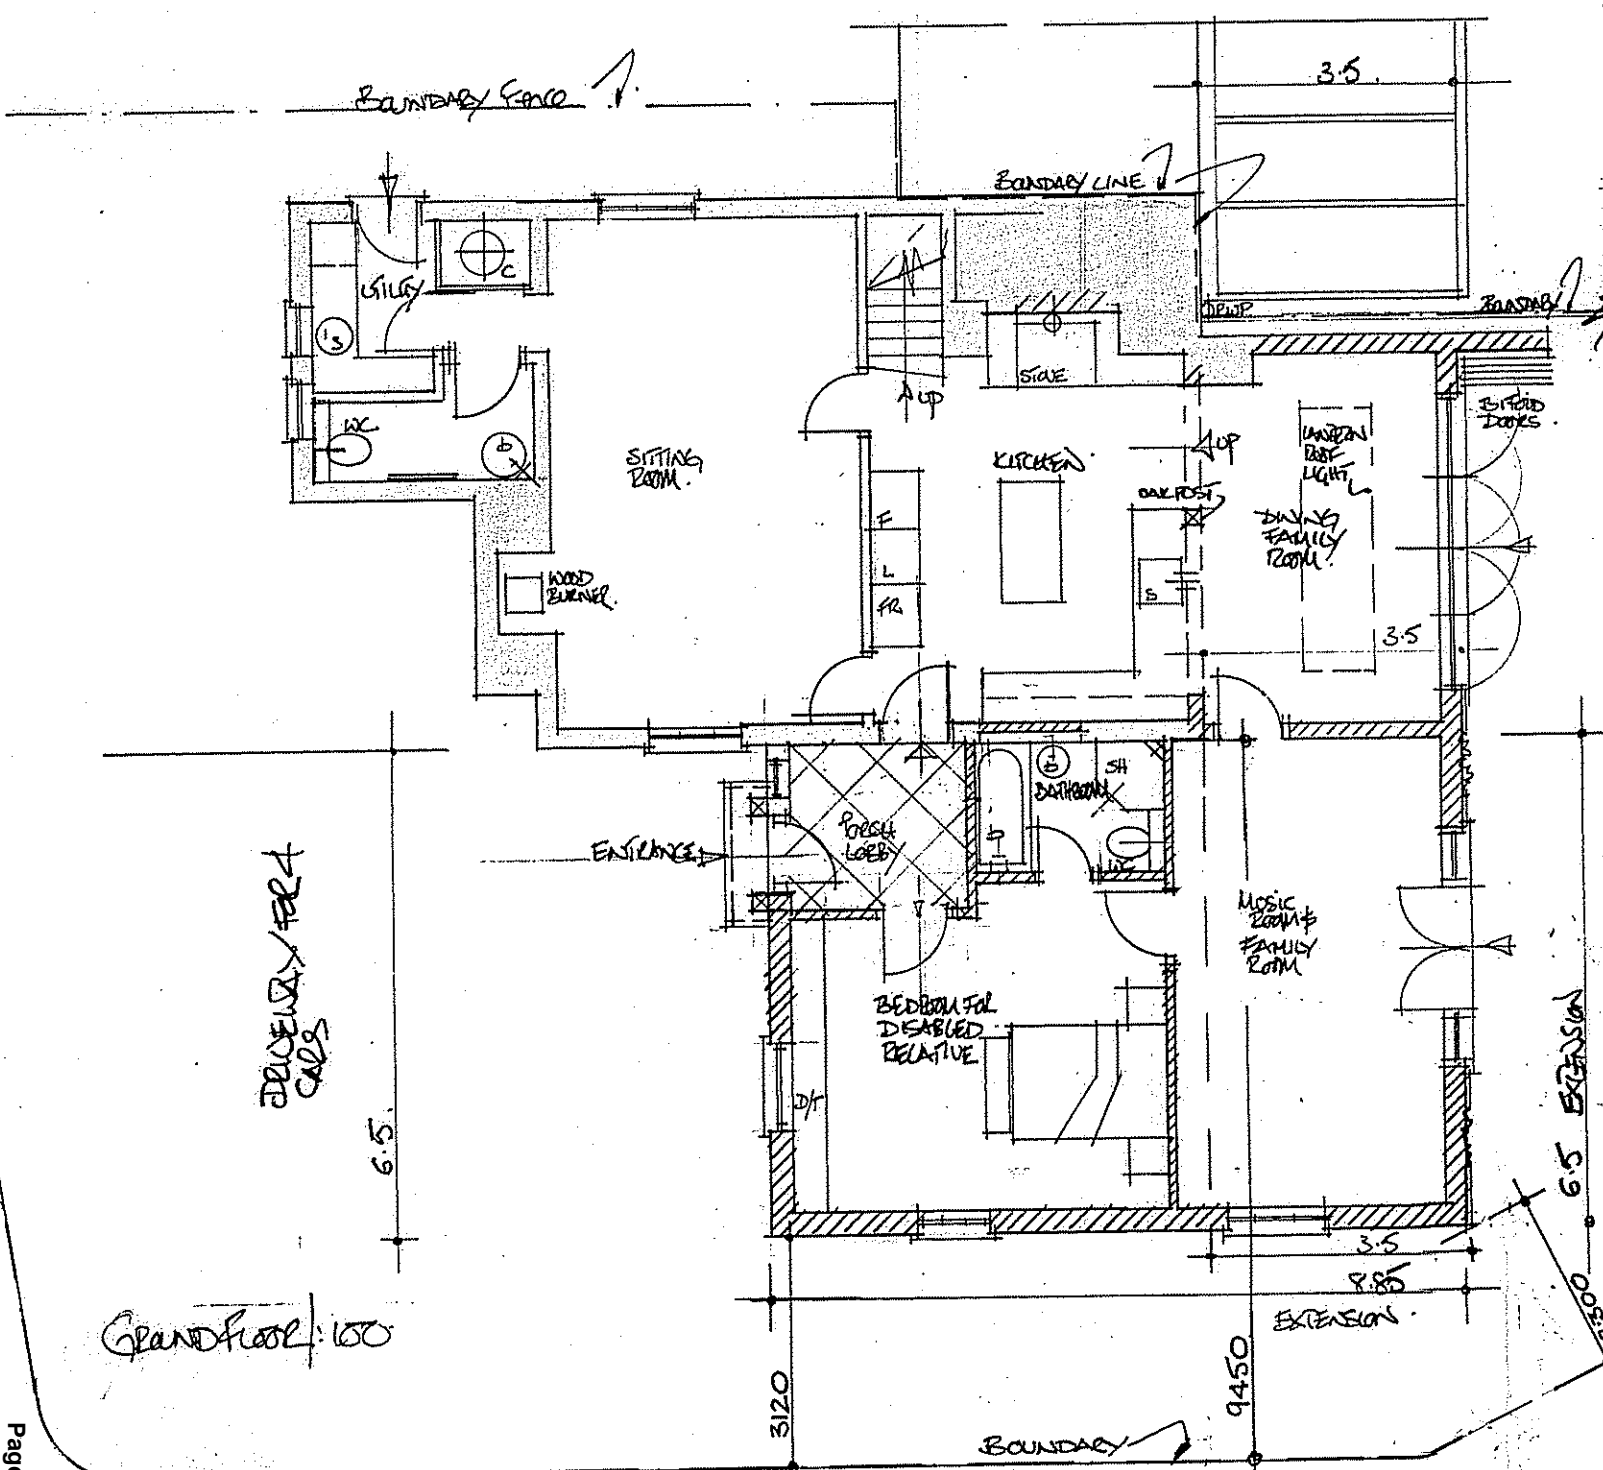 BOUNDARY FENCE
3.5
BOUNDARY LINE
C
UTILITY
DRWP
BOUNDARY
S
STOVE
UP
BIFOLD
DOORS.
WC
b
SITTING
ROOM.
KITCHEN.
UP
LANTERN
ROOF
LIGHT
OAK POST
F
DINING
FAMILY
ROOM.
L
WOOD
BURNER.
FR
S
3.5
b
SH
BATHROOM
PORCH
LOBBY
b
ENTRANCE
WC
DRIVEWAY FOR 4
CARS
MUSIC
ROOM &
FAMILY
ROOM
BEDROOM FOR
DISABLED
RELATIVE
D/T
6.5
6.5 EXTENSION
3.5
8.85
EXTENSION.
GROUND FLOOR 1:100
3120
9450
BOUNDARY
Page